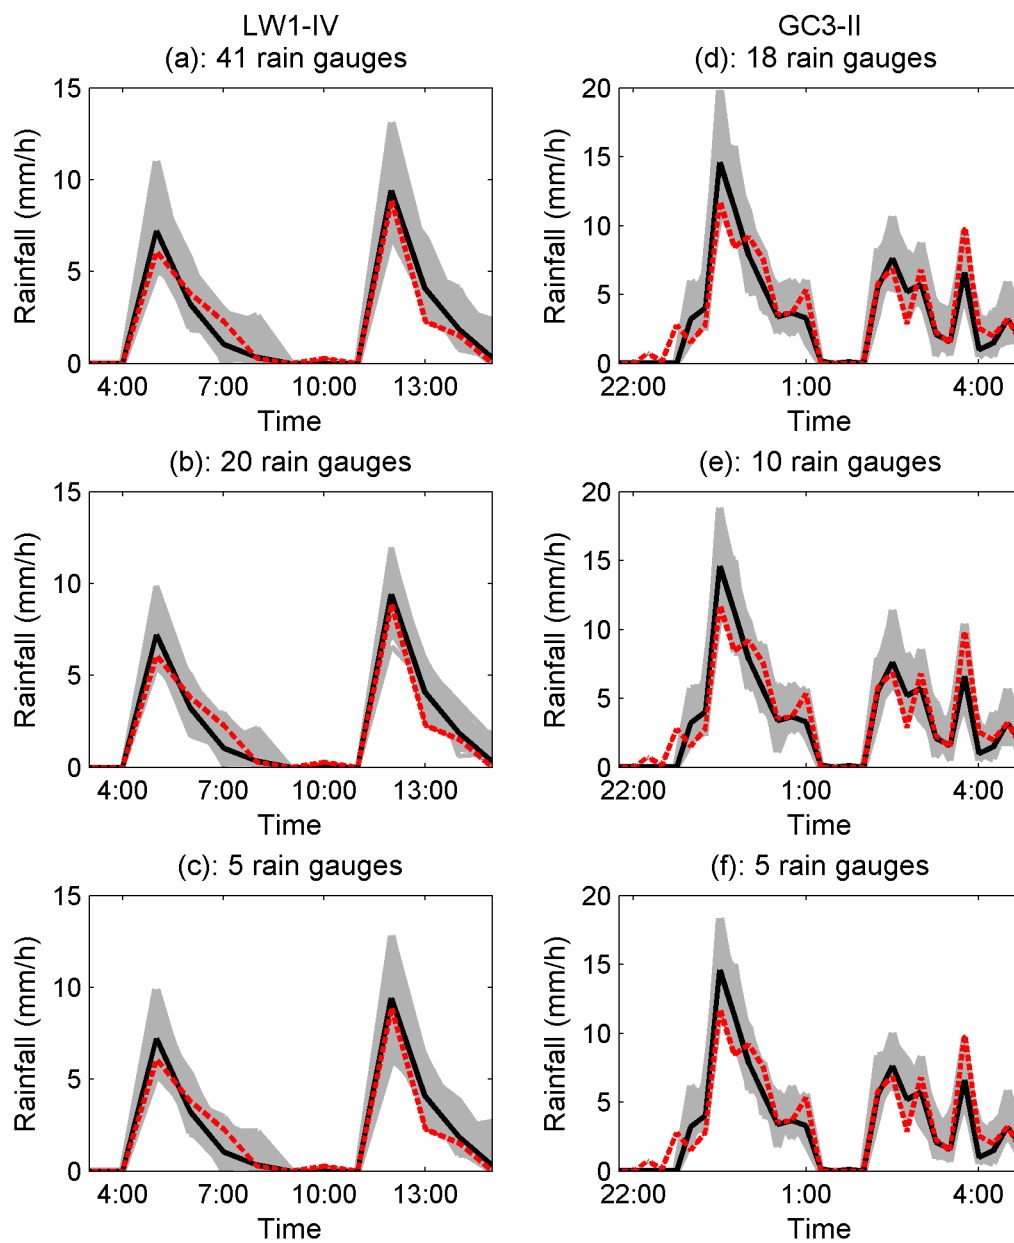 LW1-IV
(a): 41 rain gauges
15
10
5
0
Rainfall (mm/h)
4:00 7:00 10:00 13:00
Time
GC3-II
(d): 18 rain gauges
20
15
10
5
0
Rainfall (mm/h)
22:00 1:00 4:00
Time
(b): 20 rain gauges
15
10
5
0
Rainfall (mm/h)
4:00 7:00 10:00 13:00
Time
(e): 10 rain gauges
20
15
10
5
0
Rainfall (mm/h)
22:00 1:00 4:00
Time
(c): 5 rain gauges
15
10
5
0
Rainfall (mm/h)
4:00 7:00 10:00 13:00
Time
(f): 5 rain gauges
20
15
10
5
0
Rainfall (mm/h)
22:00 1:00 4:00
Time